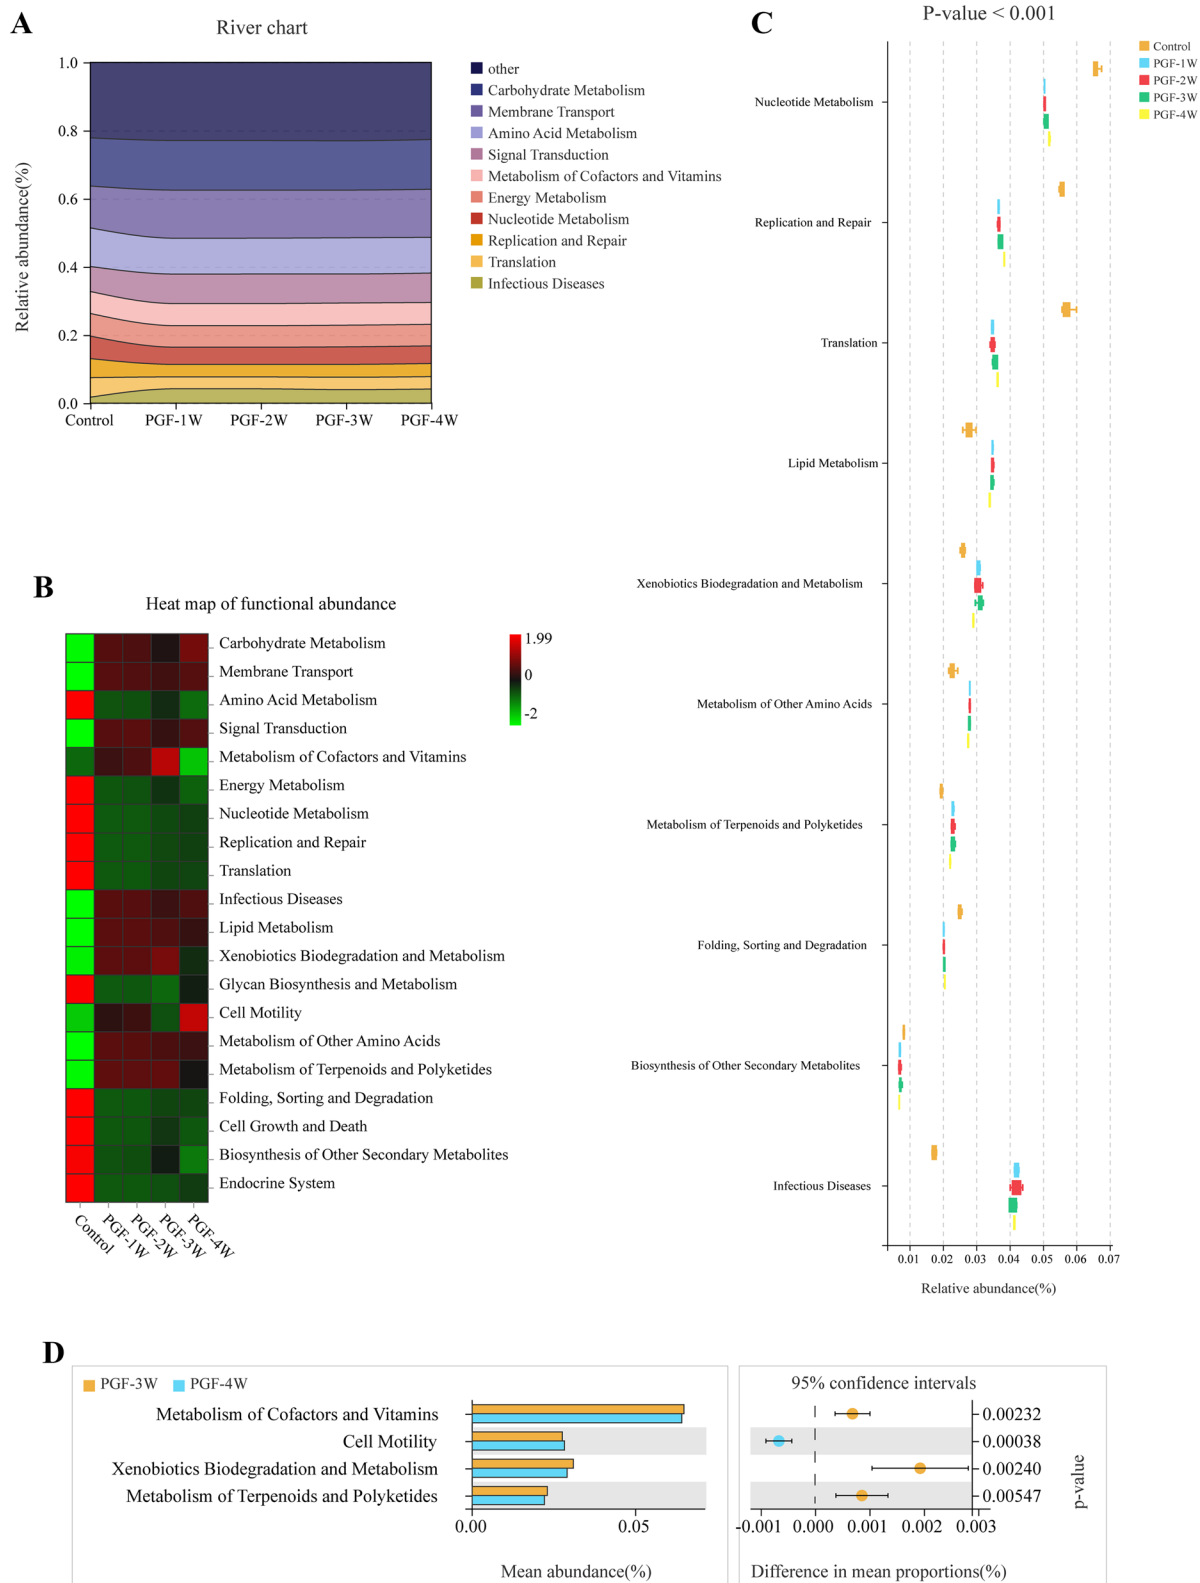 A
River chart
Relative abundance(%)
1.0
0.8
0.6
0.4
0.2
0.0
Control
PGF-1W
PGF-2W
PGF-3W
PGF-4W
other
Carbohydrate Metabolism
Membrane Transport
Amino Acid Metabolism
Signal Transduction
Metabolism of Cofactors and Vitamins
Energy Metabolism
Nucleotide Metabolism
Replication and Repair
Translation
Infectious Diseases
B
Heat map of functional abundance
Carbohydrate Metabolism
Membrane Transport
Amino Acid Metabolism
Signal Transduction
Metabolism of Cofactors and Vitamins
Energy Metabolism
Nucleotide Metabolism
Replication and Repair
Translation
Infectious Diseases
Lipid Metabolism
Xenobiotics Biodegradation and Metabolism
Glycan Biosynthesis and Metabolism
Cell Motility
Metabolism of Other Amino Acids
Metabolism of Terpenoids and Polyketides
Folding, Sorting and Degradation
Cell Growth and Death
Biosynthesis of Other Secondary Metabolites
Endocrine System
Control
PGF-1W
PGF-2W
PGF-3W
PGF-4W
1.99
0
-2
C
P-value < 0.001
Control
PGF-1W
PGF-2W
PGF-3W
PGF-4W
Nucleotide Metabolism
Replication and Repair
Translation
Lipid Metabolism
Xenobiotics Biodegradation and Metabolism
Metabolism of Other Amino Acids
Metabolism of Terpenoids and Polyketides
Folding, Sorting and Degradation
Biosynthesis of Other Secondary Metabolites
Infectious Diseases
0.01 0.02 0.03 0.04 0.05 0.06 0.07
Relative abundance(%)
D
PGF-3W PGF-4W
Metabolism of Cofactors and Vitamins
Cell Motility
Xenobiotics Biodegradation and Metabolism
Metabolism of Terpenoids and Polyketides
0.00 0.05
Mean abundance(%)
95% confidence intervals
0.00232
0.00038
0.00240
0.00547
p-value
-0.001 0.000 0.001 0.002 0.003
Difference in mean proportions(%)